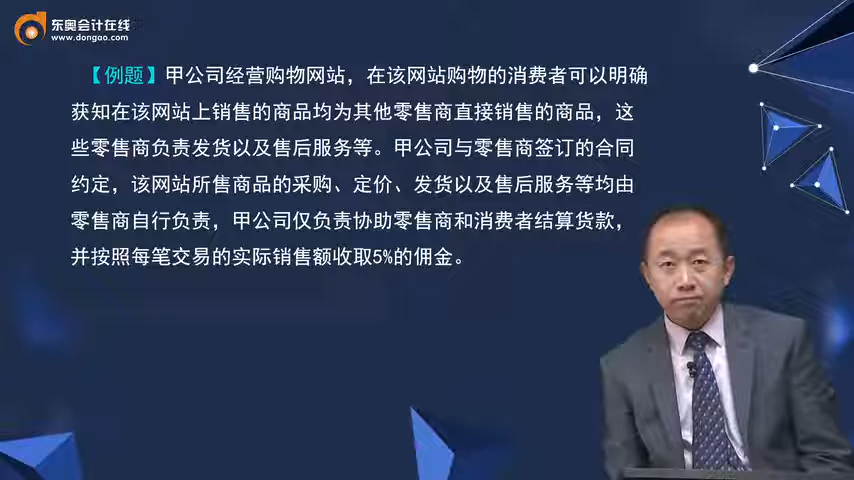 东奥会计在线
www.dongao.com
【例题】甲公司经营购物网站，在该网站购物的消费者可以明确
获知在该网站上销售的商品均为其他零售商直接销售的商品，这
些零售商负责发货以及售后服务等。甲公司与零售商签订的合同
约定，该网站所售商品的采购、定价、发货以及售后服务等均由
零售商自行负责，甲公司仅负责协助零售商和消费者结算货款，
并按照每笔交易的实际销售额收取5%的佣金。